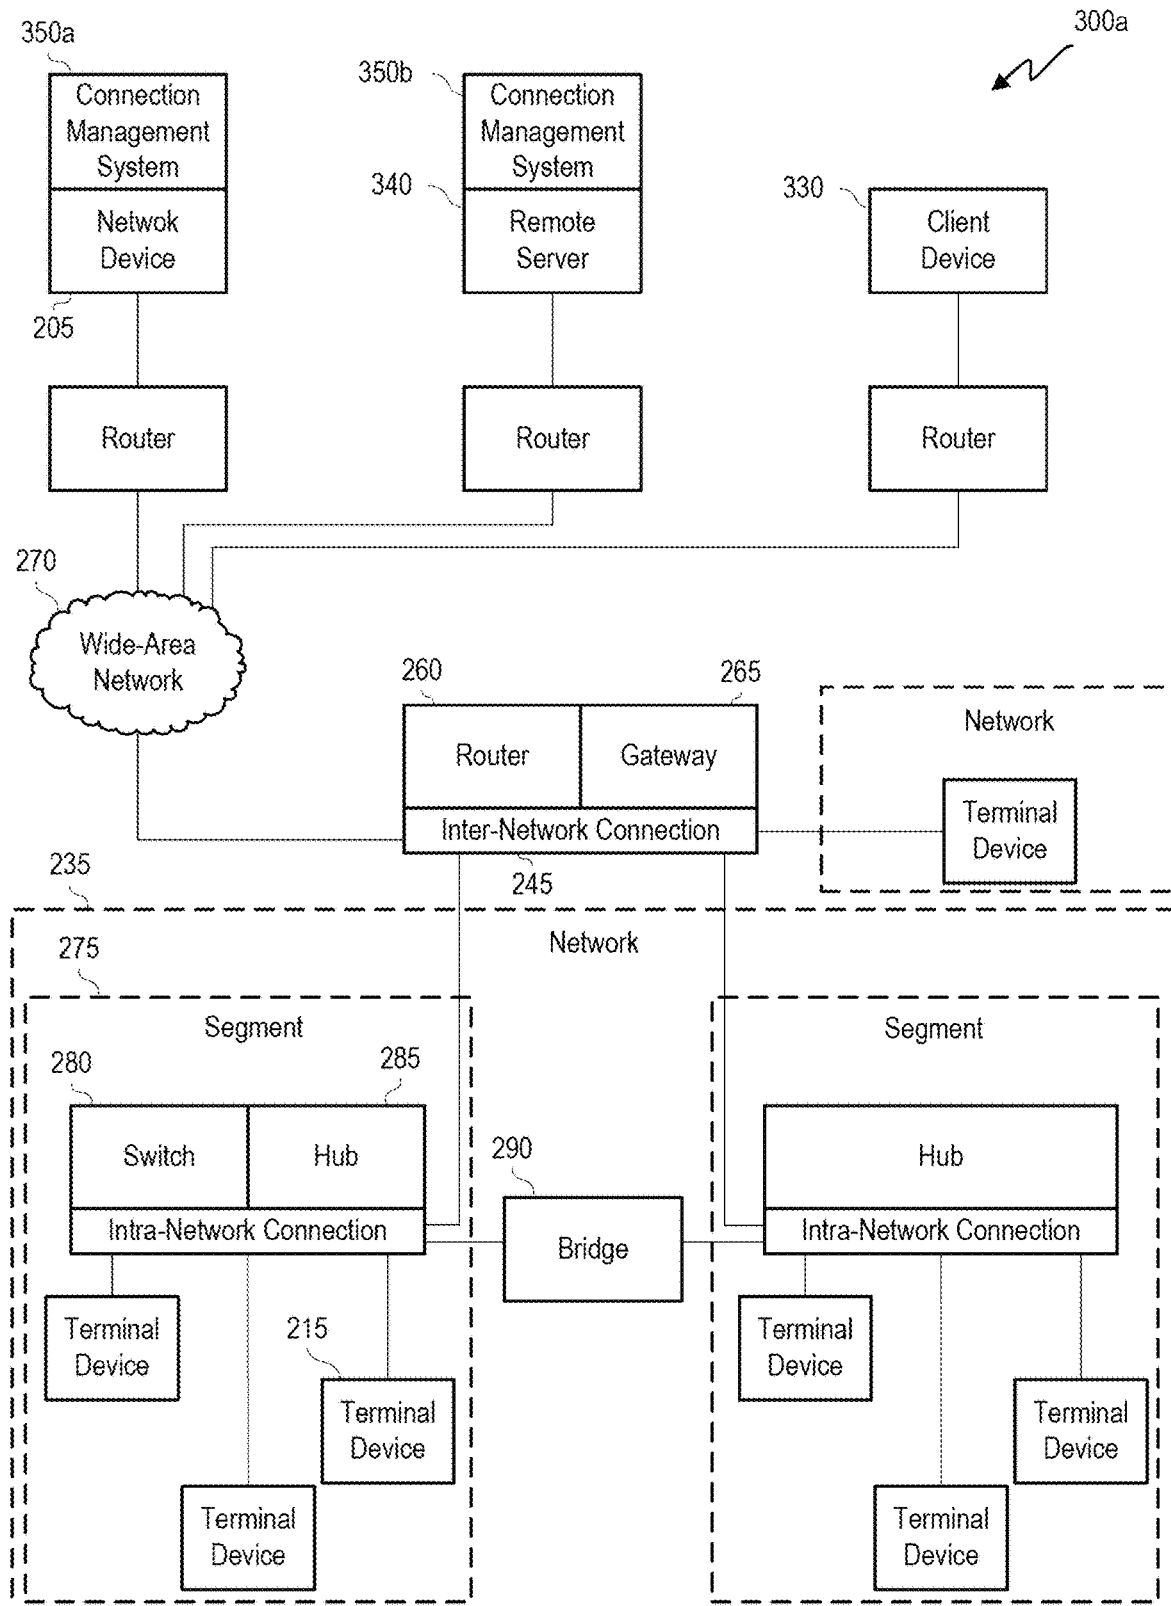 350a
300a
350b
Connection
Management
System
Connection
Management
System
340
330
Netwok
Device
Remote
Server
Client
Device
205
Router
Router
Router
270
Wide-Area
Network
260
265
Network
Router
Gateway
Terminal
Device
Inter-Network Connection
245
235
Network
275
Segment
Segment
280
285
Switch
Hub
290
Hub
Intra-Network Connection
Bridge
Intra-Network Connection
Terminal
Device
215
Terminal
Device
Terminal
Device
Terminal
Device
Terminal
Device
Terminal
Device